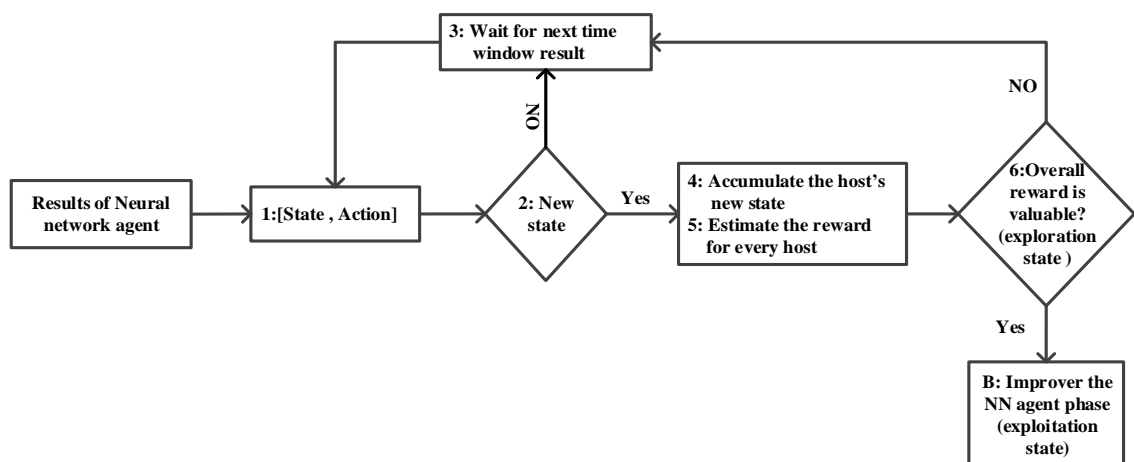 3: Wait for next time
window result
NO
NO
Results of Neural
network agent
1:[State , Action]
2: New
state
Yes
4: Accumulate the host's
new state
5: Estimate the reward
for every host
6:Overall
reward is
valuable?
(exploration
state )
Yes
B: Improver the
NN agent phase
(exploitation
state)